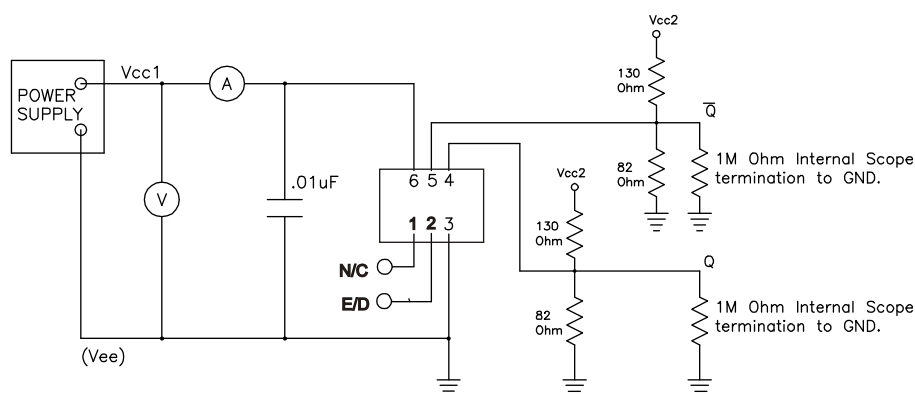 Vcc2
Vcc1
POWER
SUPPLY
A
130
Ohm
Q̅
V
.01uF
6 5 4
1 2 3
82
Ohm
1M Ohm Internal Scope
termination to GND.
Vcc2
130
Ohm
N/C
E/D
Q
82
Ohm
1M Ohm Internal Scope
termination to GND.
(Vee)